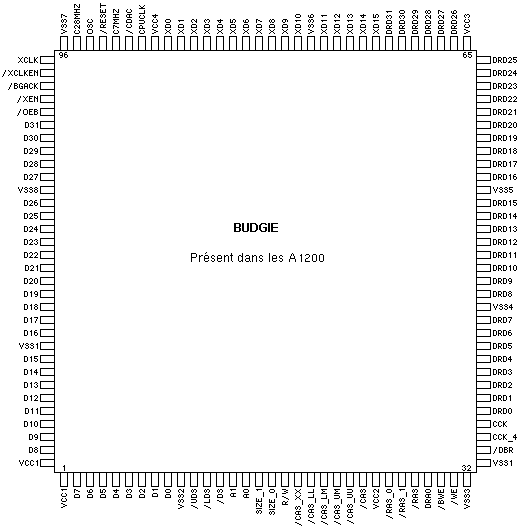 VSS7
C28MHZ
OSC
/RESET
C7MHZ
/CDAC
CPUCLK
VCC4
XD0
XD1
XD2
XD3
XD4
XD5
XD6
XD7
XD8
XD9
XD10
VSS6
XD11
XD12
XD13
XD14
XD15
DRD31
DRD30
DRD29
DRD28
DRD27
DRD26
VCC3
96
65
XCLK
/XCLKEN
/BGACK
/XEN
/OEB
D31
D30
D29
D28
D27
VSS8
D26
D25
D24
D23
D22
D21
D20
D19
D18
D17
D16
VSS1
D15
D14
D13
D12
D11
D10
D9
D8
VCC1
BUDGIE
Présent dans les A1200
DRD25
DRD24
DRD23
DRD22
DRD21
DRD20
DRD19
DRD18
DRD17
DRD16
VSS5
DRD15
DRD14
DRD13
DRD12
DRD11
DRD10
DRD9
DRD8
VSS4
DRD7
DRD6
DRD5
DRD4
DRD3
DRD2
DRD1
DRD0
CCK
CCK_4
/DBR
VSS1
1
32
VCC1
D7
D6
D5
D4
D3
D2
D1
D0
VSS2
/UDS
/LDS
/DS
A1
A0
SIZE_1
SIZE_0
R/W
/CAS_XX
/CAS_LL
/CAS_LM
/CAS_UM
/CAS_UU
/CAS
VCC2
/RAS_0
/RAS_1
/RAS
DRA0
/BWE
/WE
VSS3